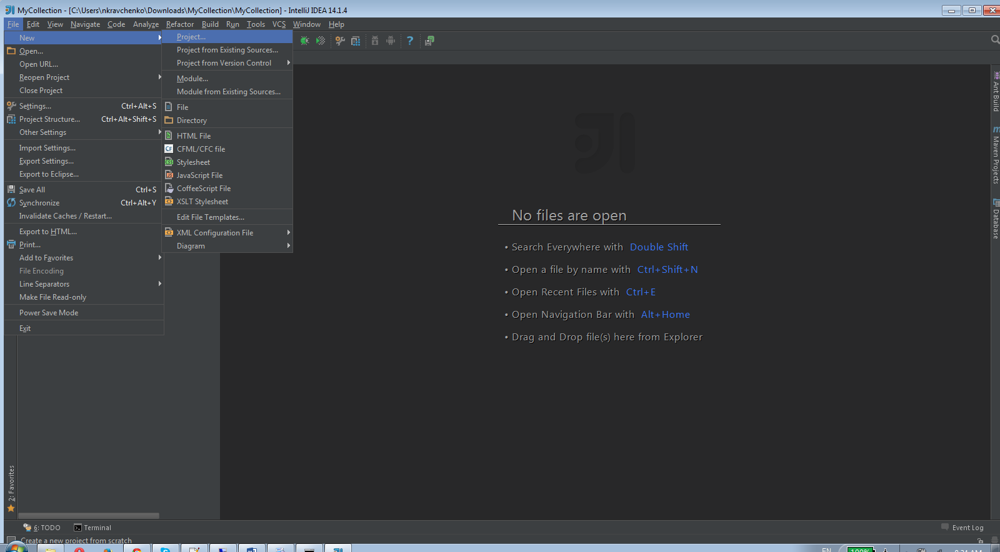 MyCollection - [C:\Users\nkravchenko\Downloads\MyCollection\MyCollection] - IntelliJ IDEA 14.1.4
File Edit View Navigate Code Analyze Refactor Build Run Tools VCS Window Help
New
Open...
Open URL...
Reopen Project
Close Project
Settings... Ctrl+Alt+S
Project Structure... Ctrl+Alt+Shift+S
Other Settings
Import Settings...
Export Settings...
Export to Eclipse...
Save All Ctrl+S
Synchronize Ctrl+Alt+Y
Invalidate Caches / Restart...
Export to HTML...
Print...
Add to Favorites
File Encoding
Line Separators
Make File Read-only
Power Save Mode
Exit
Project...
Project from Existing Sources...
Project from Version Control
Module...
Module from Existing Sources...
File
Directory
HTML File
CF CFML/CFC file
CSS Stylesheet
JS JavaScript File
CoffeeScript File
XSLT Stylesheet
Edit File Templates...
XML Configuration File
Diagram
No files are open
• Search Everywhere with Double Shift
• Open a file by name with Ctrl+Shift+N
• Open Recent Files with Ctrl+E
• Open Navigation Bar with Alt+Home
• Drag and Drop file(s) here from Explorer
Ant Build
m Maven Projects
Database
2: Favorites
6: TODO Terminal
Event Log
Create a new project from scratch
EN 100%